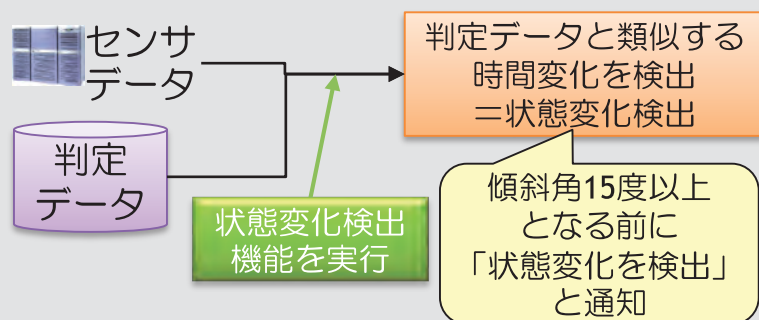 センサ
データ
判定
データ
状態変化検出
機能を実行
判定データと類似する
時間変化を検出
＝状態変化検出
傾斜角15度以上
となる前に
「状態変化を検出」
と通知